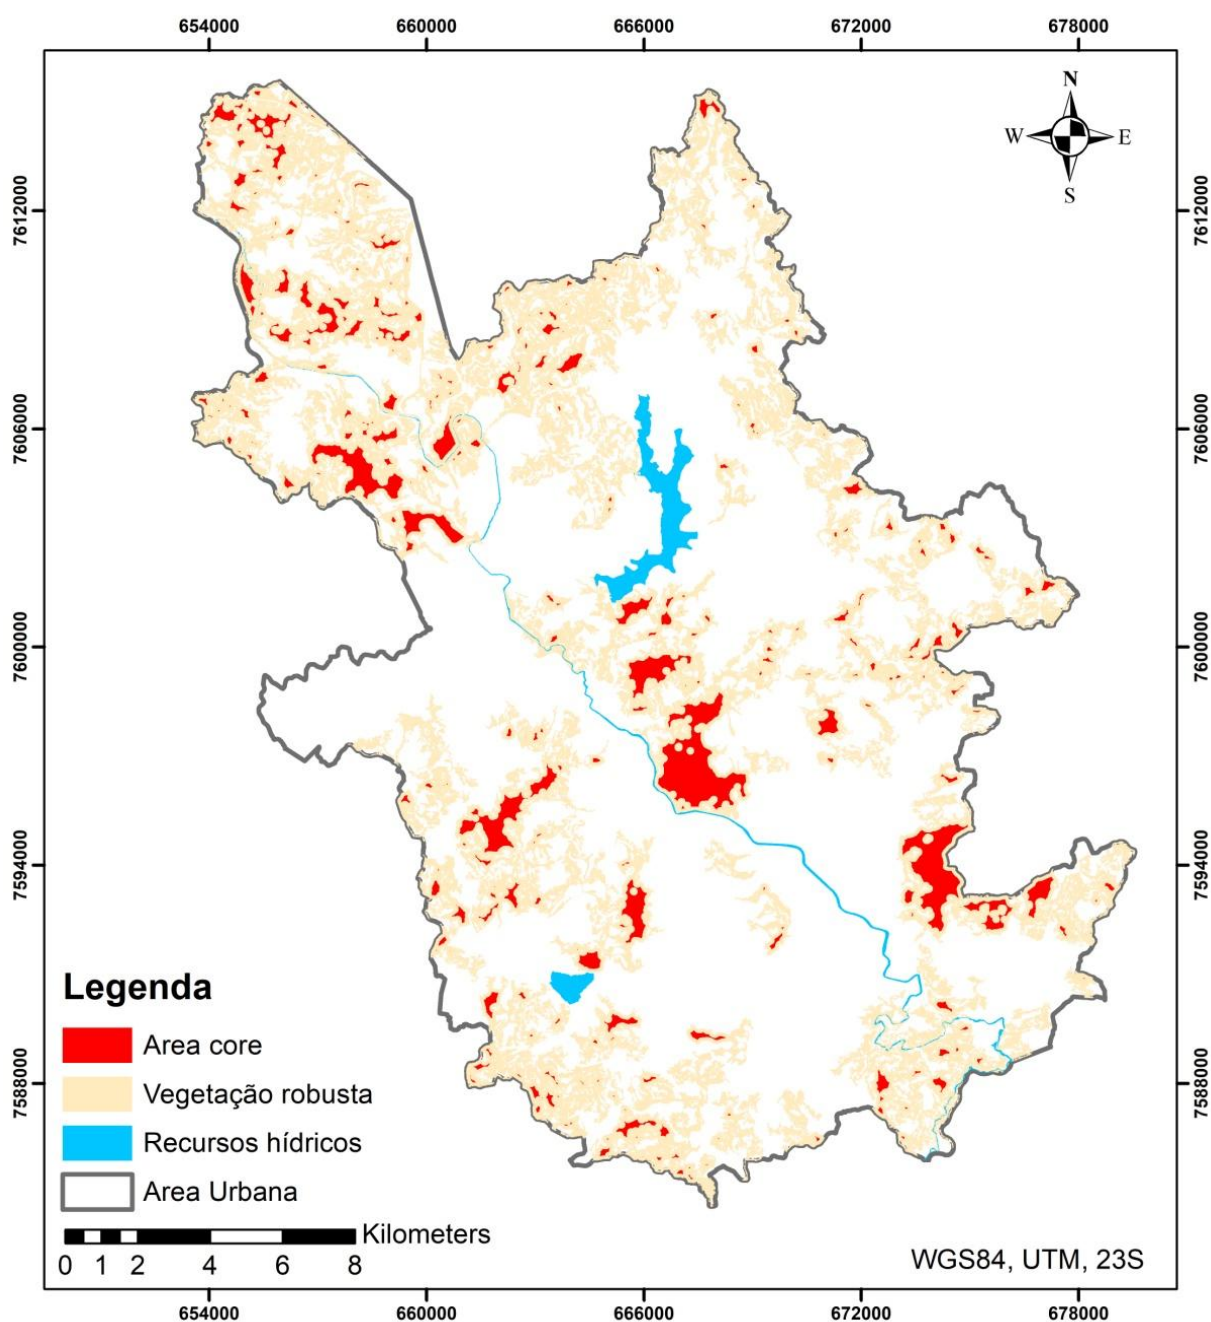 654000 660000 666000 672000 678000
N
W E
S
7612000 7612000
7606000 7606000
7600000 7600000
7594000 7594000
7588000 7588000
Legenda
Area core
Vegetação robusta
Recursos hídricos
Area Urbana
Kilometers
0 1 2 4 6 8
WGS84, UTM, 23S
654000 660000 666000 672000 678000